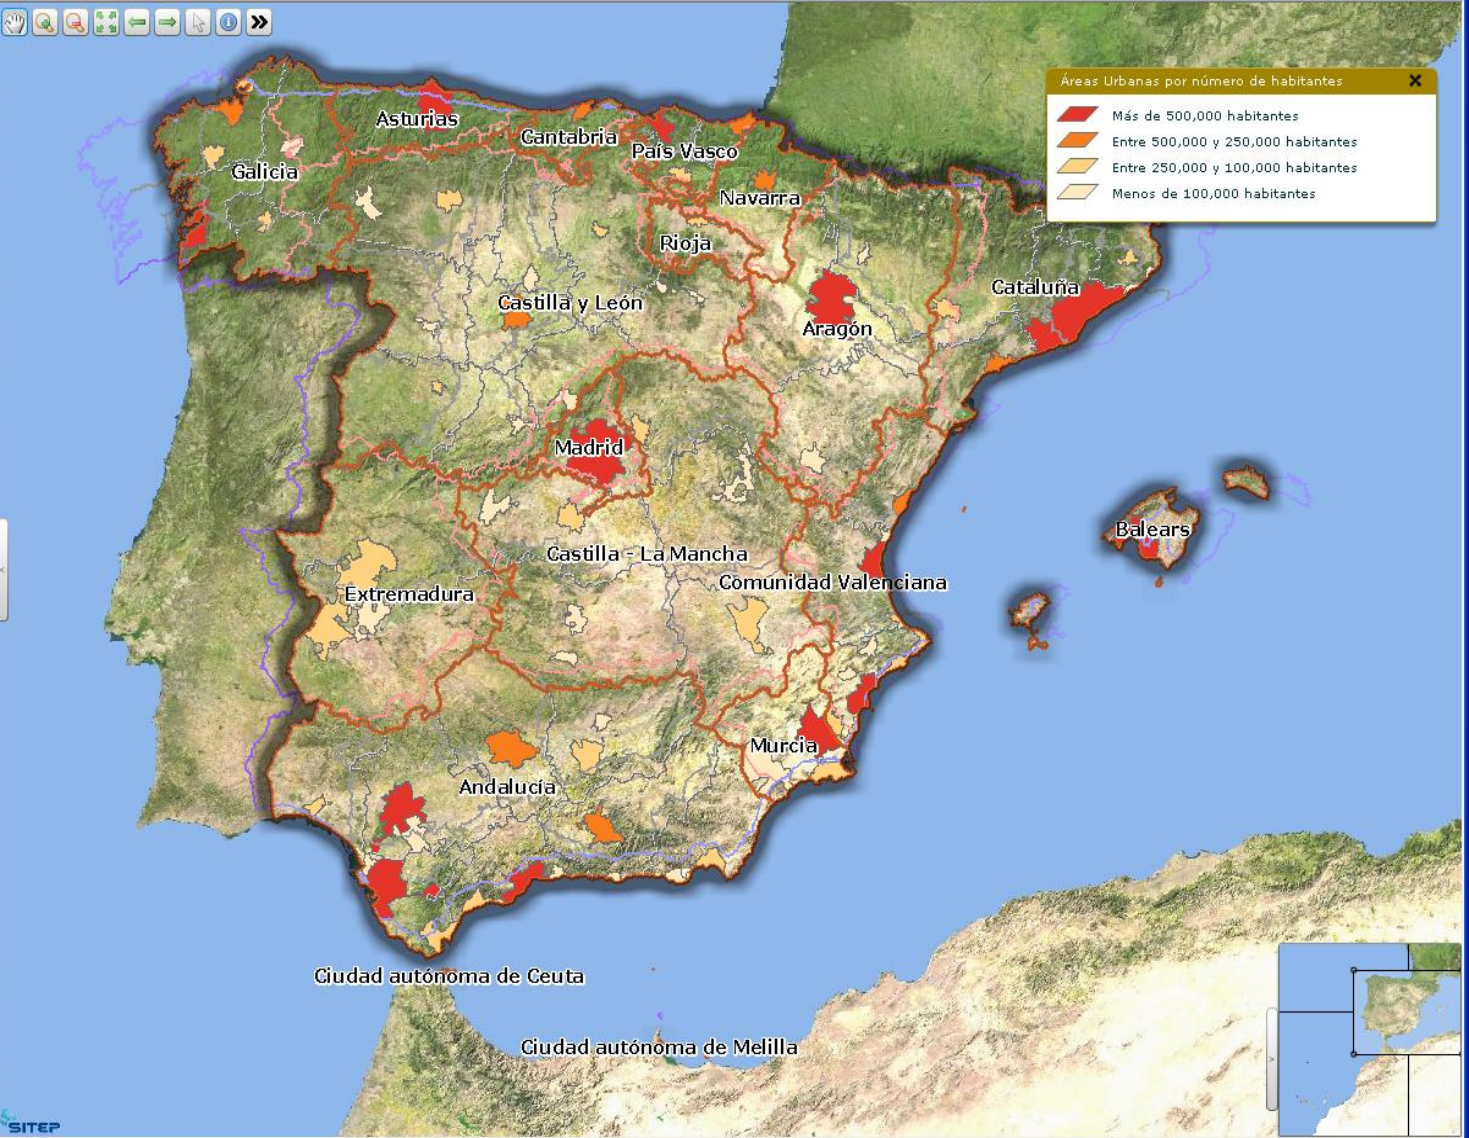 Áreas Urbanas por número de habitantes
Más de 500,000 habitantes
Entre 500,000 y 250,000 habitantes
Entre 250,000 y 100,000 habitantes
Menos de 100,000 habitantes
Asturias
Cantabria
País Vasco
Galicia
Navarra
Rioja
Cataluña
Castilla y León
Aragón
Madrid
Balears
Castilla - La Mancha
Comunidad Valenciana
Extremadura
Murcia
Andalucía
Ciudad autónoma de Ceuta
Ciudad autónoma de Melilla
SITEP